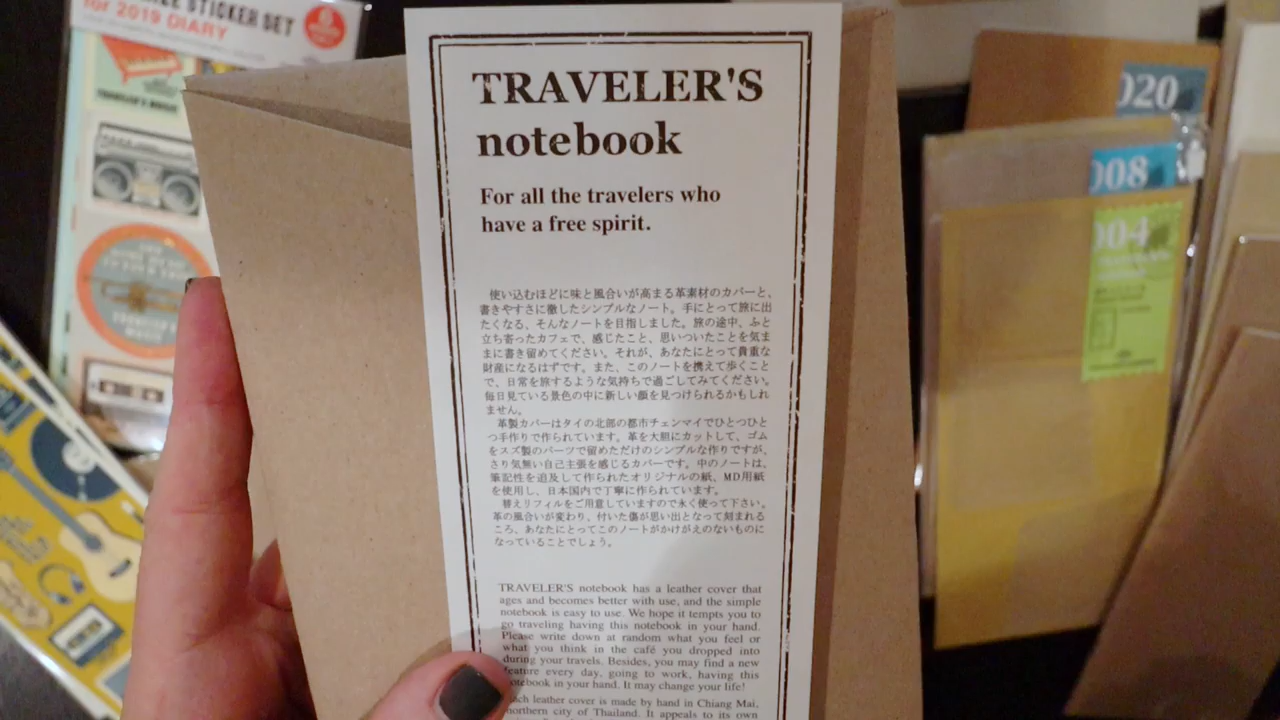 STICKER SET
for 2019 DIARY
TRAVELER'S
notebook
For all the travelers who
have a free spirit.
使い込むほどに味と風合いが高まる革素材のカバーと、
書きやすさに徹したシンプルなノート。手にとって旅に出
たくなる、そんなノートを目指しました。旅の途中、ふと
立ち寄ったカフェで、感じたこと、思いついたことを気ま
まに書き留めてください。それが、あなたにとって貴重な
財産になるはずです。また、このノートを携えて歩くこと
で、日常を旅するような気持ちで過ごしてみてください。
毎日見ている景色の中に新しい顔を見つけられるかもしれ
ません。
革製カバーはタイの北部の都市チェンマイでひとつひと
つ手作りで作られています。革を大胆にカットして、ゴム
をスズ製のパーツで留めただけのシンプルな作りですが、
さり気無い自己主張を感じるカバーです。中のノートは、
筆記性を追及して作られたオリジナルの紙、MD用紙
を使用し、日本国内で丁寧に作られています。
替えリフィルをご用意していますので永く使って下さい。
革の風合いが変わり、付いた傷が思い出となって刻まれる
ころ、あなたにとってこのノートがかけがえのないものに
なっていることでしょう。
TRAVELER'S notebook has a leather cover that
ages and becomes better with use, and the simple
notebook is easy to use. We hope it tempts you to
go traveling having this notebook in your hand.
Please write down at random what you feel or
what you think in the café you dropped into
during your travels. Besides, you may find a new
feature every day, going to work, having this
notebook in your hand. It may change your life!
Each leather cover is made by hand in Chiang Mai,
northern city of Thailand. It appeals to its own
020
008
004